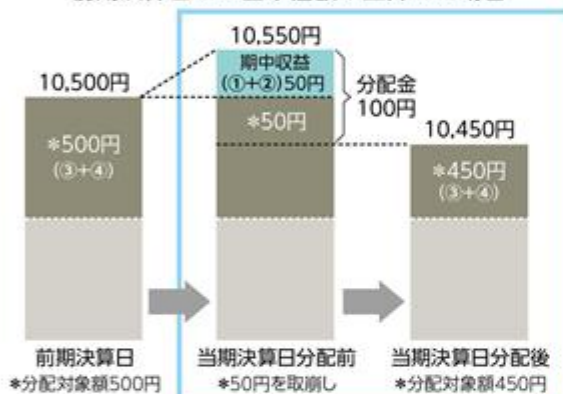 10,550円
期中収益
(①+②)50円
10,500円
分配金
100円
*50円
10,450円
*500円
(③+④)
*450円
(③+④)
前期決算日
当期決算日分配前
当期決算日分配後
*分配対象額500円
*50円を取崩し
*分配対象額450円